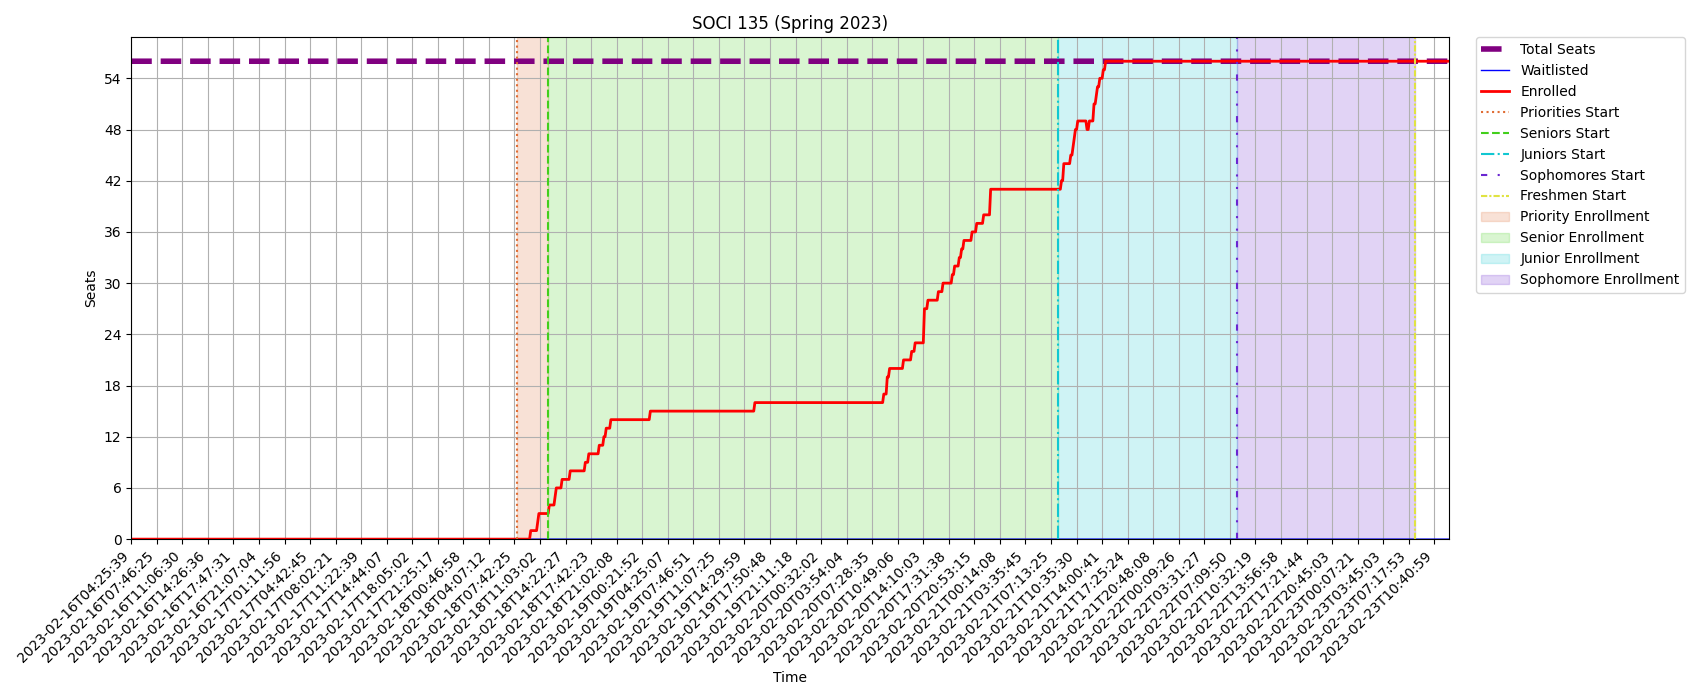 SOCI 135 (Spring 2023)
Seats
54
48
42
36
30
24
18
12
6
0
2023-02-16T04:25:39
2023-02-16T07:46:25
2023-02-16T11:06:30
2023-02-16T14:26:36
2023-02-16T17:47:31
2023-02-16T21:07:04
2023-02-17T01:11:56
2023-02-17T04:42:45
2023-02-17T08:02:21
2023-02-17T11:22:39
2023-02-17T14:44:07
2023-02-17T18:05:02
2023-02-17T21:25:17
2023-02-18T00:46:58
2023-02-18T04:07:12
2023-02-18T07:42:25
2023-02-18T11:03:02
2023-02-18T14:22:27
2023-02-18T17:42:23
2023-02-18T21:02:08
2023-02-19T00:21:52
2023-02-19T04:25:07
2023-02-19T07:46:51
2023-02-19T11:07:25
2023-02-19T14:29:59
2023-02-19T17:50:48
2023-02-19T21:11:18
2023-02-20T00:32:02
2023-02-20T03:54:04
2023-02-20T07:28:35
2023-02-20T10:49:06
2023-02-20T14:10:03
2023-02-20T17:31:38
2023-02-20T20:53:15
2023-02-21T00:14:08
2023-02-21T03:35:45
2023-02-21T07:13:25
2023-02-21T10:35:30
2023-02-21T14:00:41
2023-02-21T17:25:24
2023-02-21T20:48:08
2023-02-22T00:09:26
2023-02-22T03:31:27
2023-02-22T07:09:50
2023-02-22T10:32:19
2023-02-22T13:56:58
2023-02-22T17:21:44
2023-02-22T20:45:03
2023-02-23T00:07:21
2023-02-23T03:45:03
2023-02-23T07:17:53
2023-02-23T10:40:59
Time
Total Seats
Waitlisted
Enrolled
Priorities Start
Seniors Start
Juniors Start
Sophomores Start
Freshmen Start
Priority Enrollment
Senior Enrollment
Junior Enrollment
Sophomore Enrollment